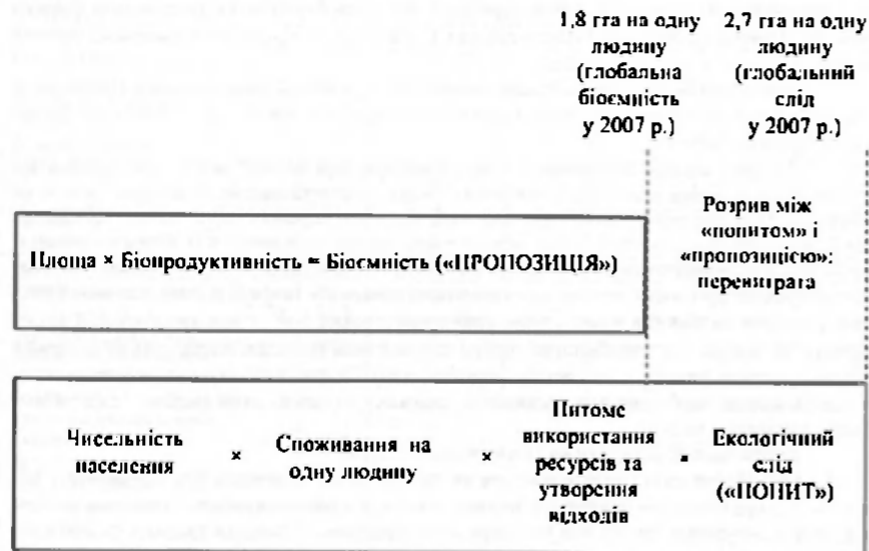 1,8 гга на одну
людину
(глобальна
біоємність
у 2007 р.)
2,7 гга на одну
людину
(глобальний
слід
у 2007 р.)
Розрив між
«попитом» і
«пропозицією»:
перевитрата
Площа × Біопродуктивність = Біоємність («ПРОПОЗИЦІЯ»)
Чисельність
населення
×
Споживання на
одну людину
×
Питоме
використання
ресурсів та
утворення
відходів
=
Екологічний
слід
(«ПОПИТ»)